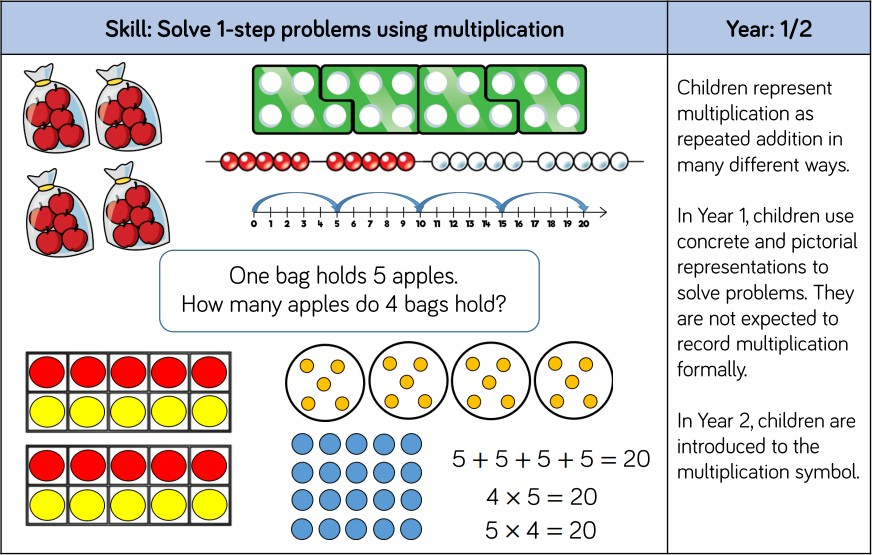 Skill: Solve 1-step problems using multiplication
Year: 1/2
0 1 2 3 4 5 6 7 8 9 10 11 12 13 14 15 16 17 18 19 20
One bag holds 5 apples.
How many apples do 4 bags hold?
5 + 5 + 5 + 5 = 20
4 × 5 = 20
5 × 4 = 20
Children represent
multiplication as
repeated addition in
many different ways.
In Year 1, children use
concrete and pictorial
representations to
solve problems. They
are not expected to
record multiplication
formally.
In Year 2, children are
introduced to the
multiplication symbol.